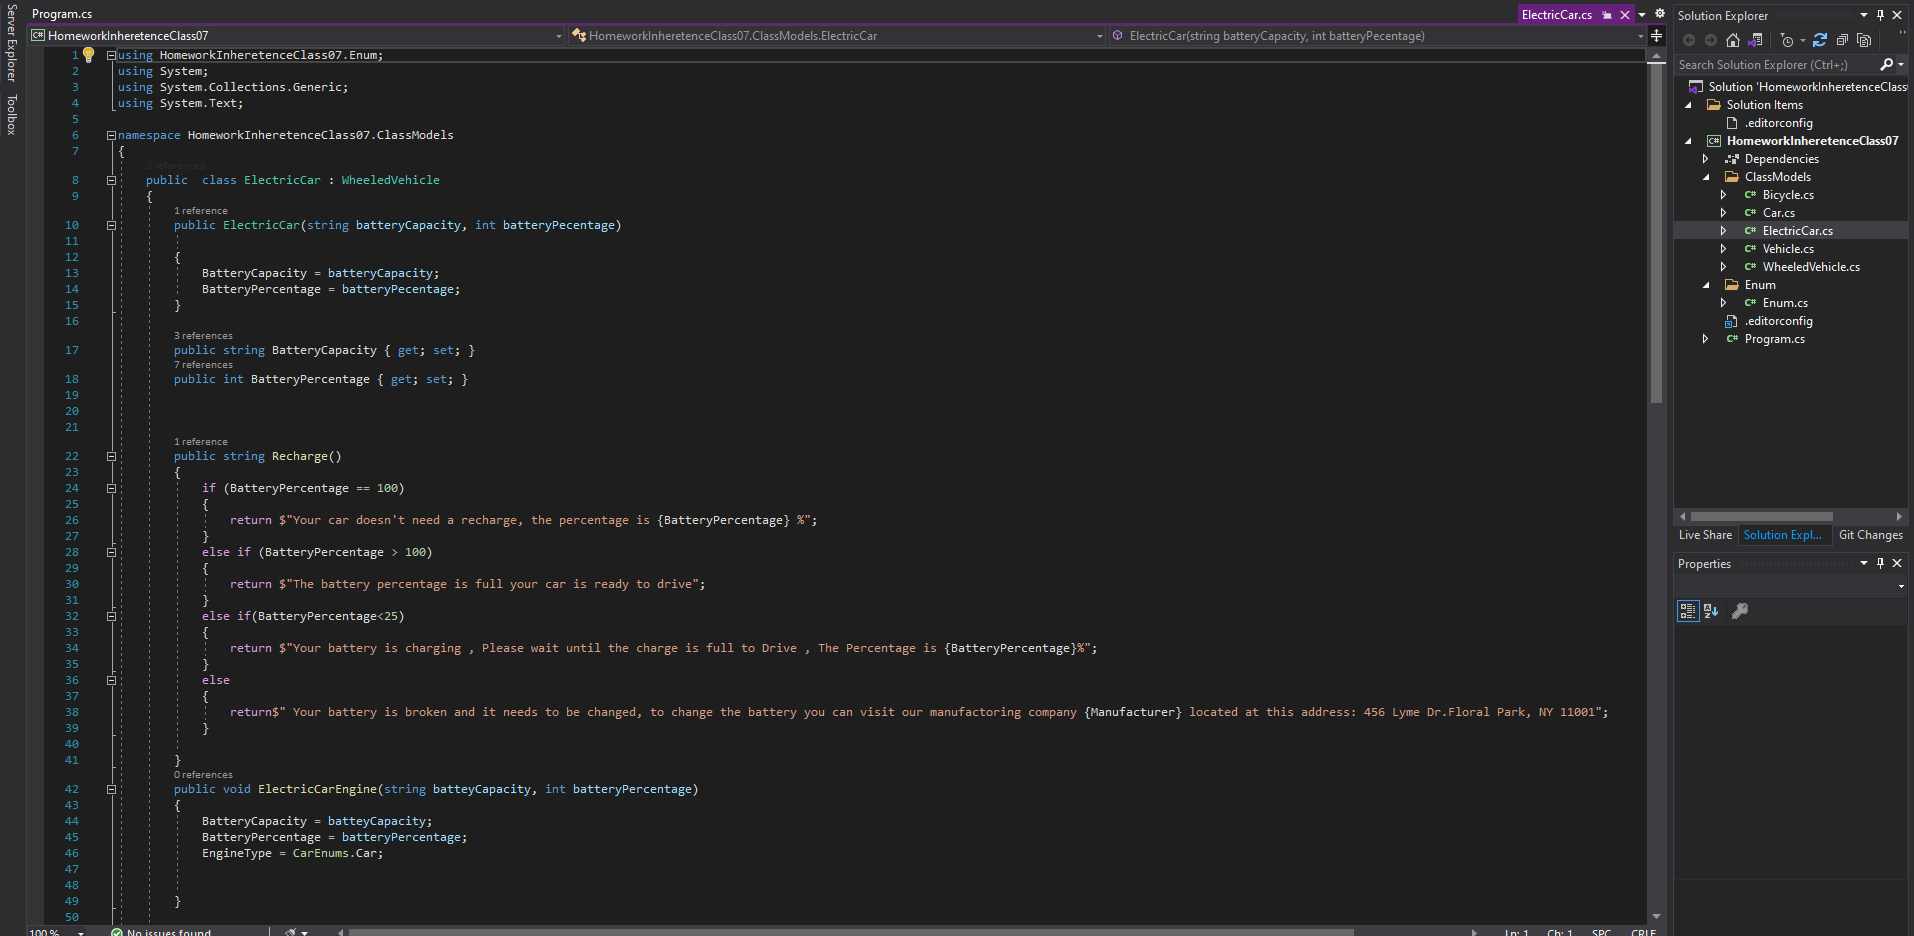 Server Explorer
Toolbox
Program.cs
ElectricCar.cs
C# HomeworkInheretenceClass07
HomeworkInheretenceClass07.ClassModels.ElectricCar
ElectricCar(string batteryCapacity, int batteryPecentage)
1 using HomeworkInheretenceClass07.Enum;
2 using System;
3 using System.Collections.Generic;
4 using System.Text;
5
6 namespace HomeworkInheretenceClass07.ClassModels
7 {
3 references
8 public  class ElectricCar : WheeledVehicle
9 {
1 reference
10 public ElectricCar(string batteryCapacity, int batteryPecentage)
11
12 {
13 BatteryCapacity = batteryCapacity;
14 BatteryPercentage = batteryPecentage;
15 }
16
3 references
17 public string BatteryCapacity { get; set; }
7 references
18 public int BatteryPercentage { get; set; }
19
20
21
1 reference
22 public string Recharge()
23 {
24 if (BatteryPercentage == 100)
25 {
26 return $"Your car doesn't need a recharge, the percentage is {BatteryPercentage} %";
27 }
28 else if (BatteryPercentage > 100)
29 {
30 return $"The battery percentage is full your car is ready to drive";
31 }
32 else if(BatteryPercentage<25)
33 {
34 return $"Your battery is charging , Please wait until the charge is full to Drive , The Percentage is {BatteryPercentage}%";
35 }
36 else
37 {
38 return$" Your battery is broken and it needs to be changed, to change the battery you can visit our manufactoring company {Manufacturer} located at this address: 456 Lyme Dr.Floral Park, NY 11001";
39 }
40
41 }
0 references
42 public void ElectricCarEngine(string batteyCapacity, int batteryPercentage)
43 {
44 BatteryCapacity = batteyCapacity;
45 BatteryPercentage = batteryPercentage;
46 EngineType = CarEnums.Car;
47
48
49 }
50
100 %
No issues found
Ln: 1 Ch: 1 SPC CRLF
Solution Explorer
Search Solution Explorer (Ctrl+;)
Solution 'HomeworkInheretenceClass
Solution Items
.editorconfig
C# HomeworkInheretenceClass07
Dependencies
ClassModels
C# Bicycle.cs
C# Car.cs
C# ElectricCar.cs
C# Vehicle.cs
C# WheeledVehicle.cs
Enum
C# Enum.cs
.editorconfig
C# Program.cs
Live Share Solution Expl... Git Changes
Properties